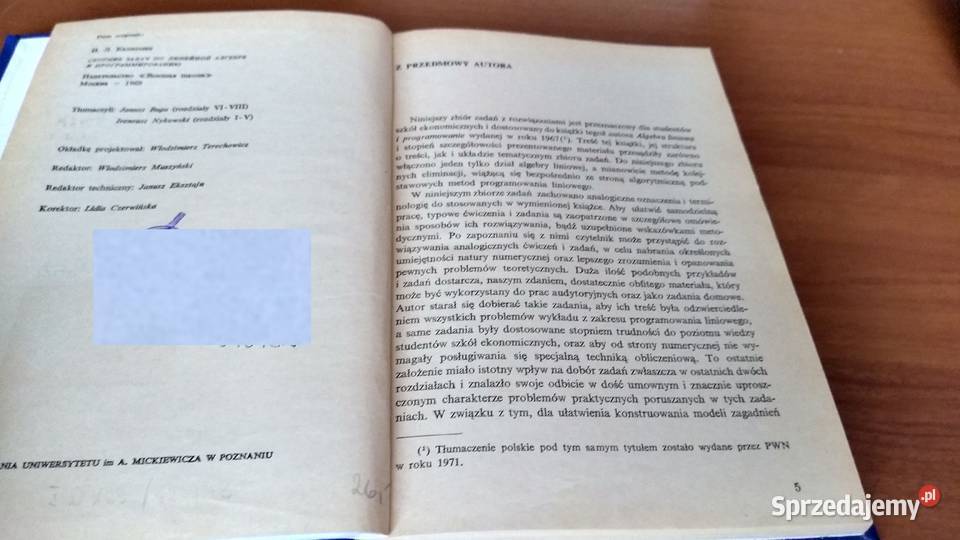 И. Л. Калихман
СБОРНИК ЗАДАЧ ПО ЛИНЕЙНОЙ АЛГЕБРЕ
И ПРОГРАММИРОВАНИЮ
Издательство «Высшая школа»
Москва — 1969
Tłumaczyli: Janusz (rozdziały VI-VIII)
Ireneusz Nykowski (rozdziały I-V)
Okładkę projektował: Włodzimierz Terechowicz
Redaktor: Włodzimierz Muszyński
Redaktor techniczny: Janusz Eksztajn
Korektor: Lidia Czerwińska
NIA UNIWERSYTETU im A. MICKIEWICZA W POZNANIU
26,-
Z PRZEDMOWY AUTORA
Niniejszy zbiór zadań z rozwiązaniami jest przeznaczony dla studentów
szkół ekonomicznych i dostosowany do książki tegoż autora Algebra liniowa
i programowanie wydanej w roku 1967(¹). Treść tej książki, jej struktura
i stopień szczegółowości prezentowanego materiału przesądziły zarówno
o treści, jak i układzie tematycznym zbioru zadań. Do niniejszego zbioru
włączono jeden tylko dział algebry liniowej, a mianowicie metodę kolej-
nych eliminacji, wiążącą się bezpośrednio ze stroną algorytmiczną pod-
stawowych metod programowania liniowego.
W niniejszym zbiorze zadań zachowano analogiczne oznaczenia i termi-
nologię do stosowanych w wymienionej książce. Aby ułatwić samodzielną
pracę, typowe ćwiczenia i zadania są zaopatrzone w szczegółowe omówie-
nia sposobów ich rozwiązywania, bądź uzupełnione wskazówkami meto-
dycznymi. Po zapoznaniu się z nimi czytelnik może przystąpić do roz-
wiązywania analogicznych ćwiczeń i zadań, w celu nabrania określonych
umiejętności natury numerycznej oraz lepszego zrozumienia i opanowania
pewnych problemów teoretycznych. Duża ilość podobnych przykładów
i zadań dostarcza, naszym zdaniem, dostatecznie obfitego materiału, który
może być wykorzystany do prac audytoryjnych oraz jako zadania domowe.
Autor starał się dobierać takie zadania, aby ich treść była odzwierciedle-
niem wszystkich problemów wykładu z zakresu programowania liniowego,
a same zadania były dostosowane stopniem trudności do poziomu wiedzy
studentów szkół ekonomicznych, oraz aby od strony numerycznej nie wy-
magały posługiwania się specjalną techniką obliczeniową. To ostatnie
założenie miało istotny wpływ na dobór zadań zwłaszcza w ostatnich dwóch
rozdziałach i znalazło swoje odbicie w dość umownym i znacznie uprosz-
czonym charakterze problemów praktycznych poruszanych w tych zada-
niach. W związku z tym, dla ułatwienia konstruowania modeli zagadnień
(¹) Tłumaczenie polskie pod tym samym tytułem zostało wydane przez PWN
w roku 1971.
5
Sprzedajemy.pl